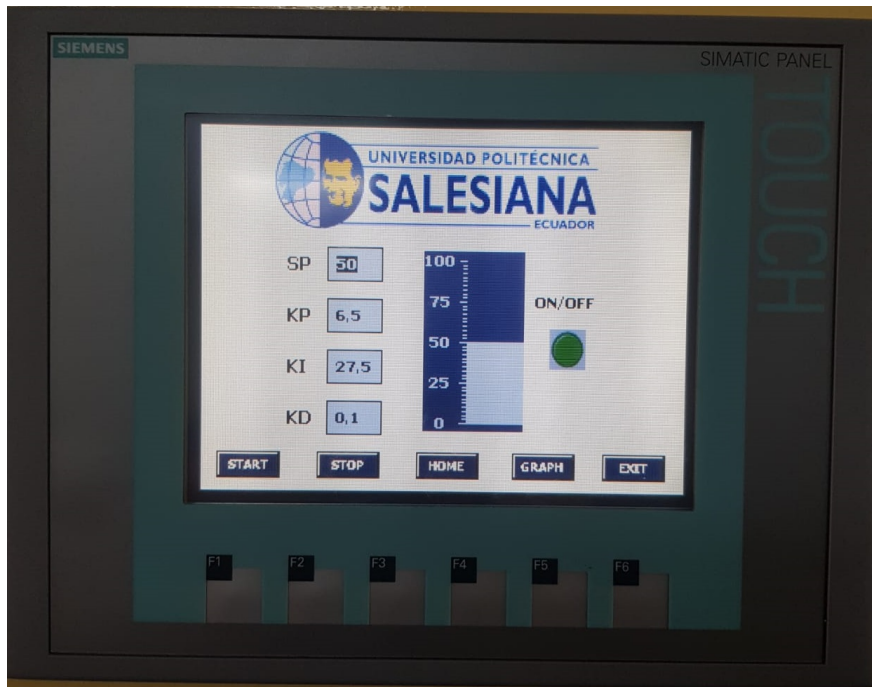 SIEMENS
SIMATIC PANEL
TOUCH
UNIVERSIDAD POLITÉCNICA
SALESIANA
ECUADOR
SP 50
KP 6,5
KI 27,5
KD 0,1
100
75
50
25
0
ON/OFF
START STOP HOME GRAPH EXIT
F1 F2 F3 F4 F5 F6